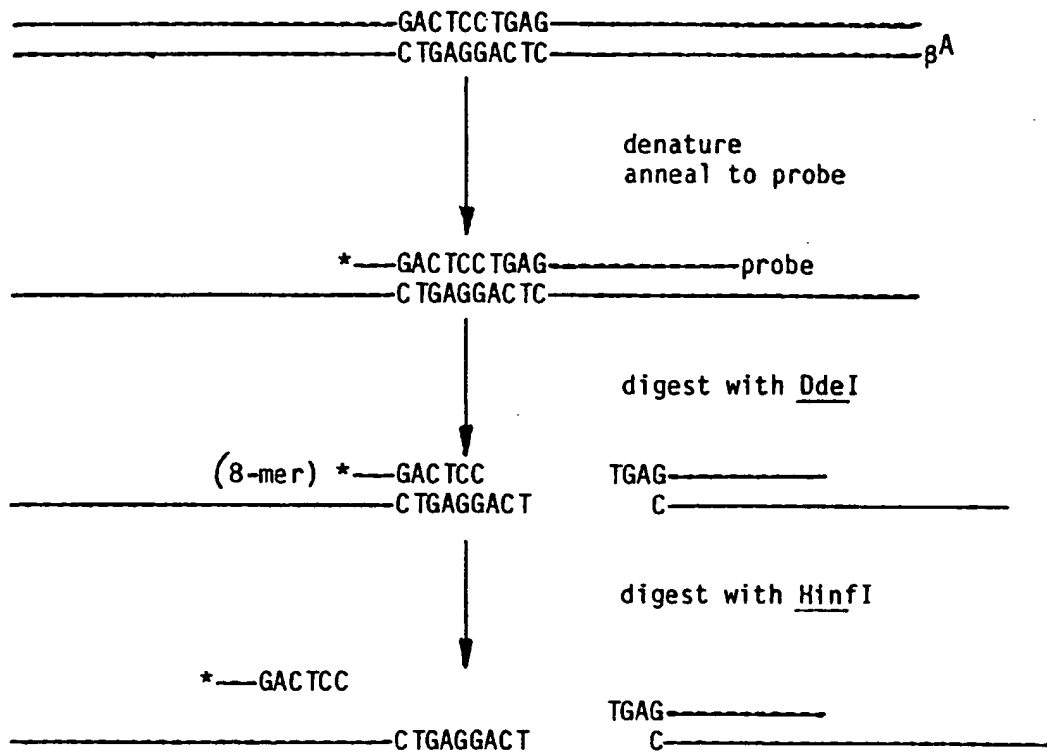 GACTCCTGAG
CTGAGGACTC βA
denature
anneal to probe
*—GACTCCTGAG probe
CTGAGGACTC
digest with DdeI
(8-mer) *—GACTCC TGAG
CTGAGGACT C
digest with HinfI
*—GACTCC
TGAG
CTGAGGACT C